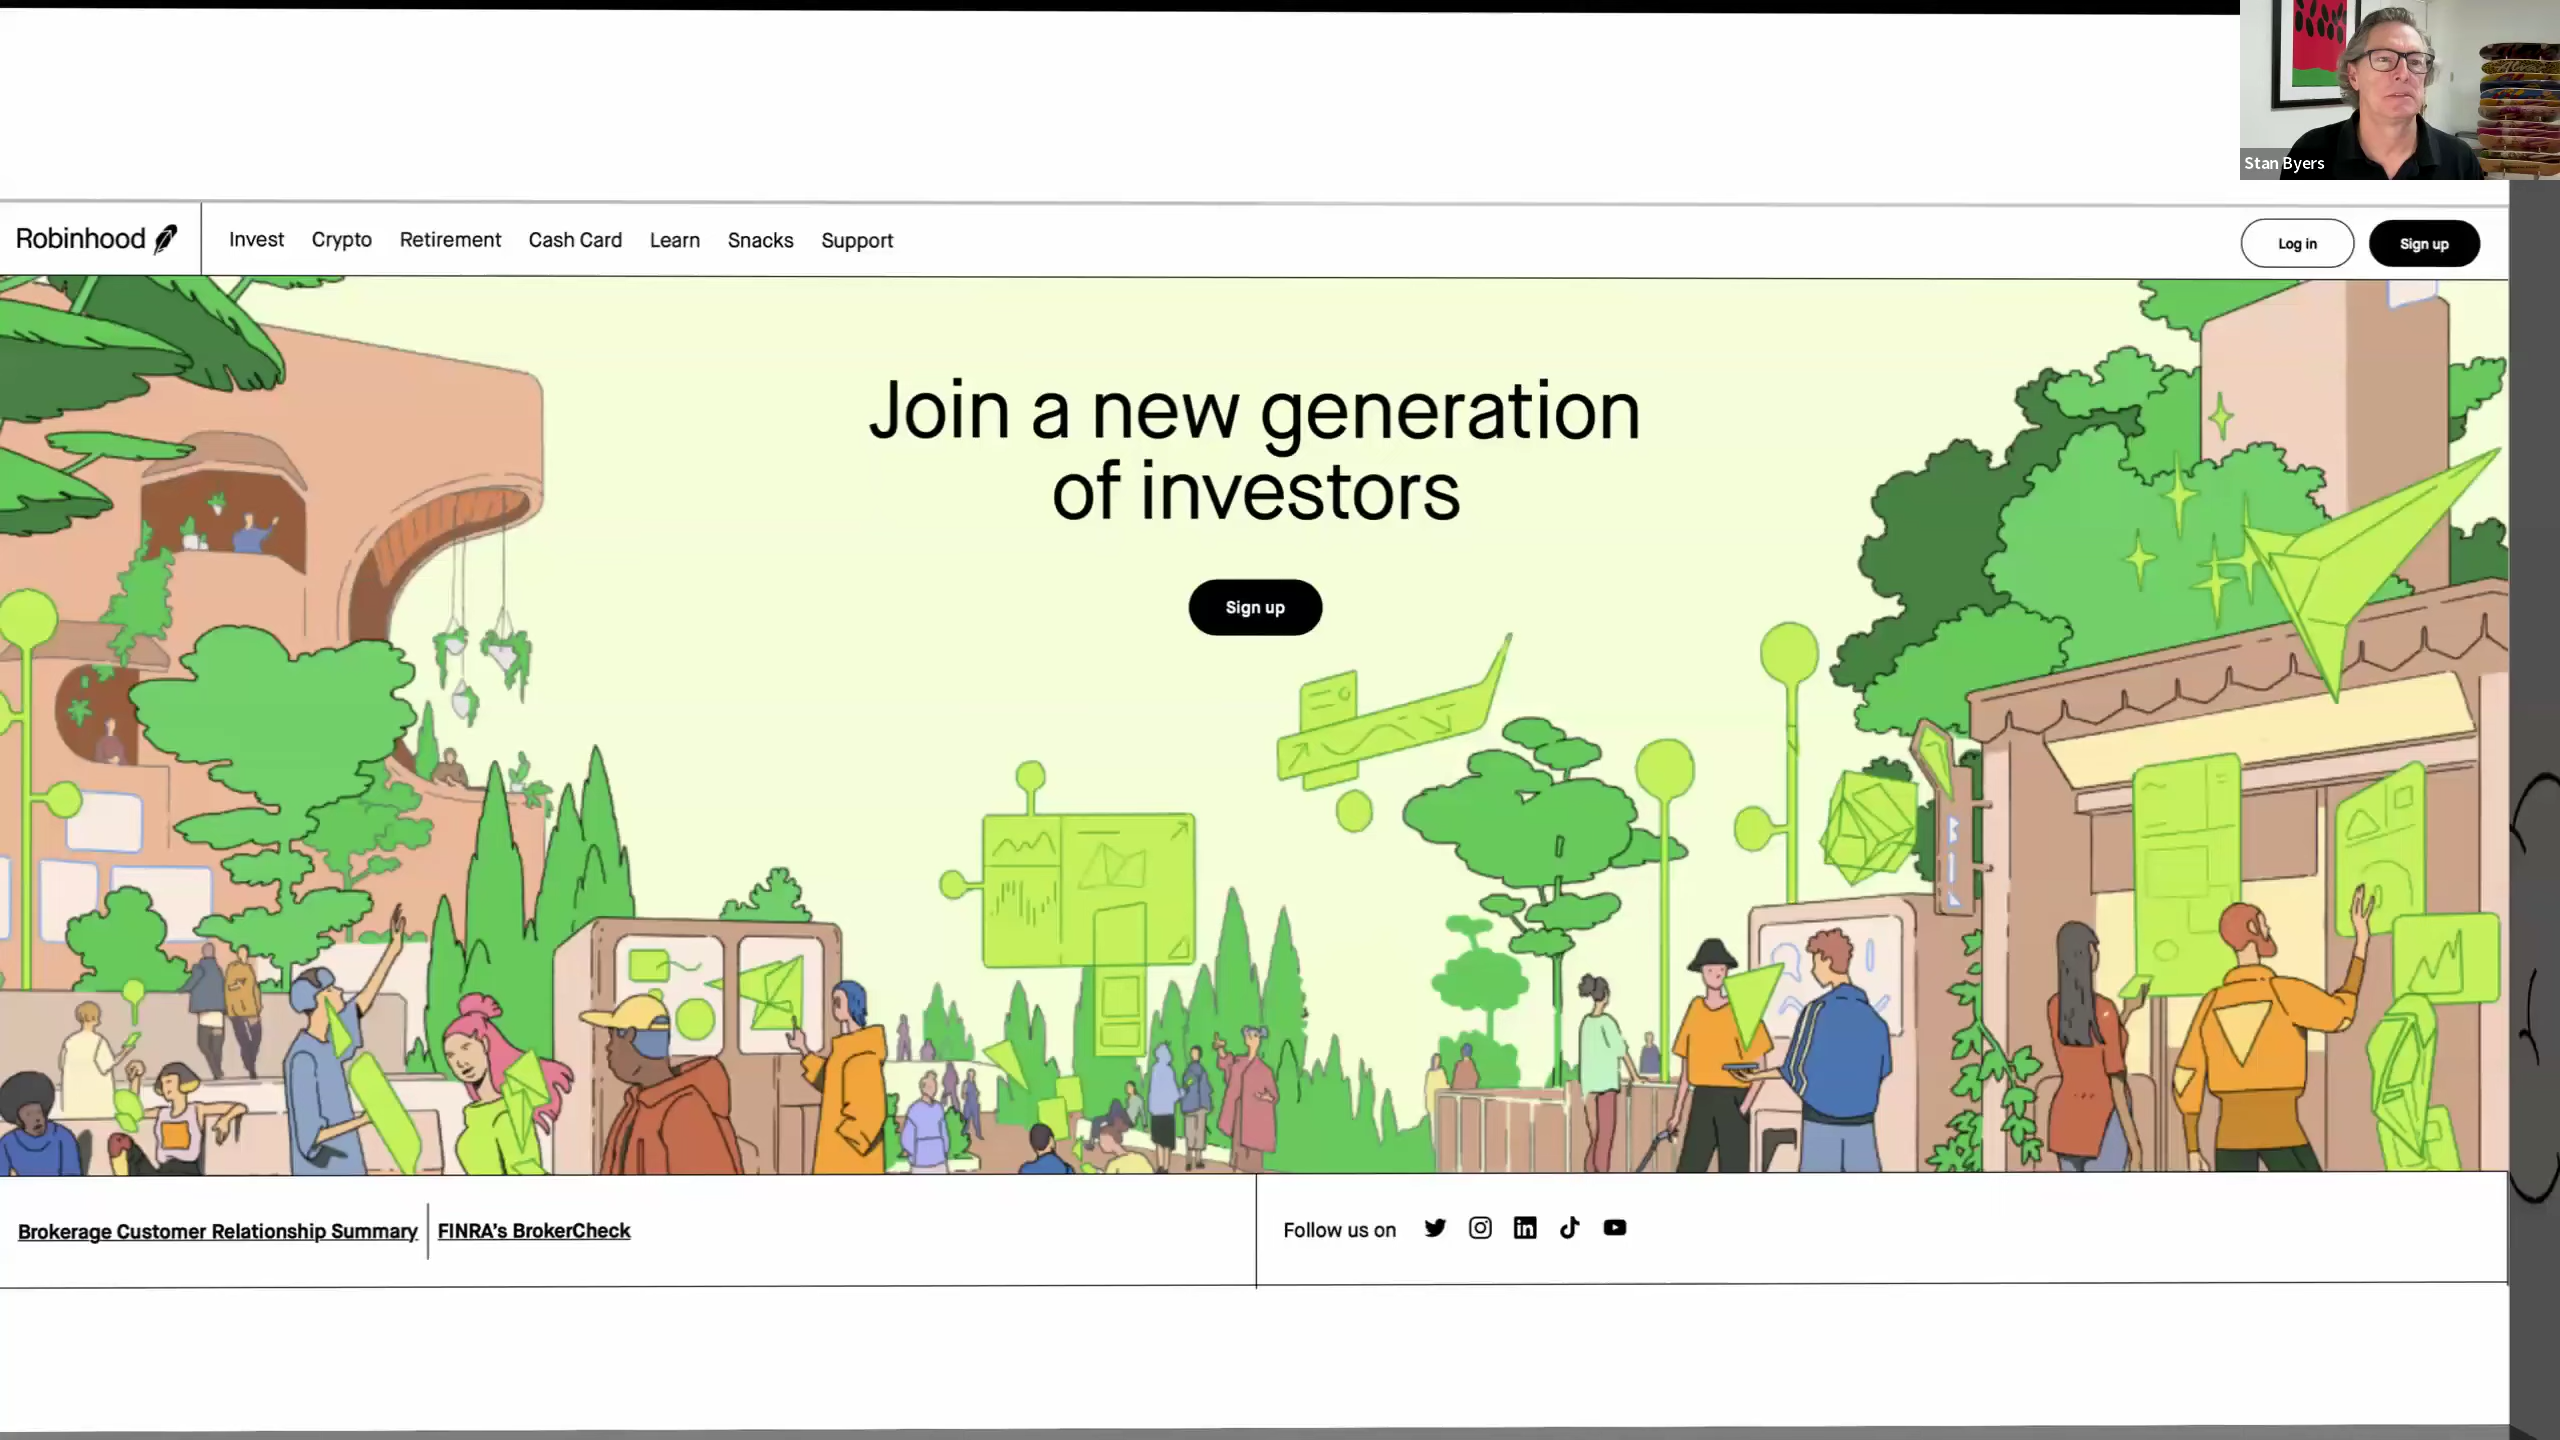 Stan Byers
Robinhood
Invest Crypto Retirement Cash Card Learn Snacks Support
Log in Sign up
Join a new generation
of investors
Sign up
Brokerage Customer Relationship Summary FINRA's BrokerCheck
Follow us on